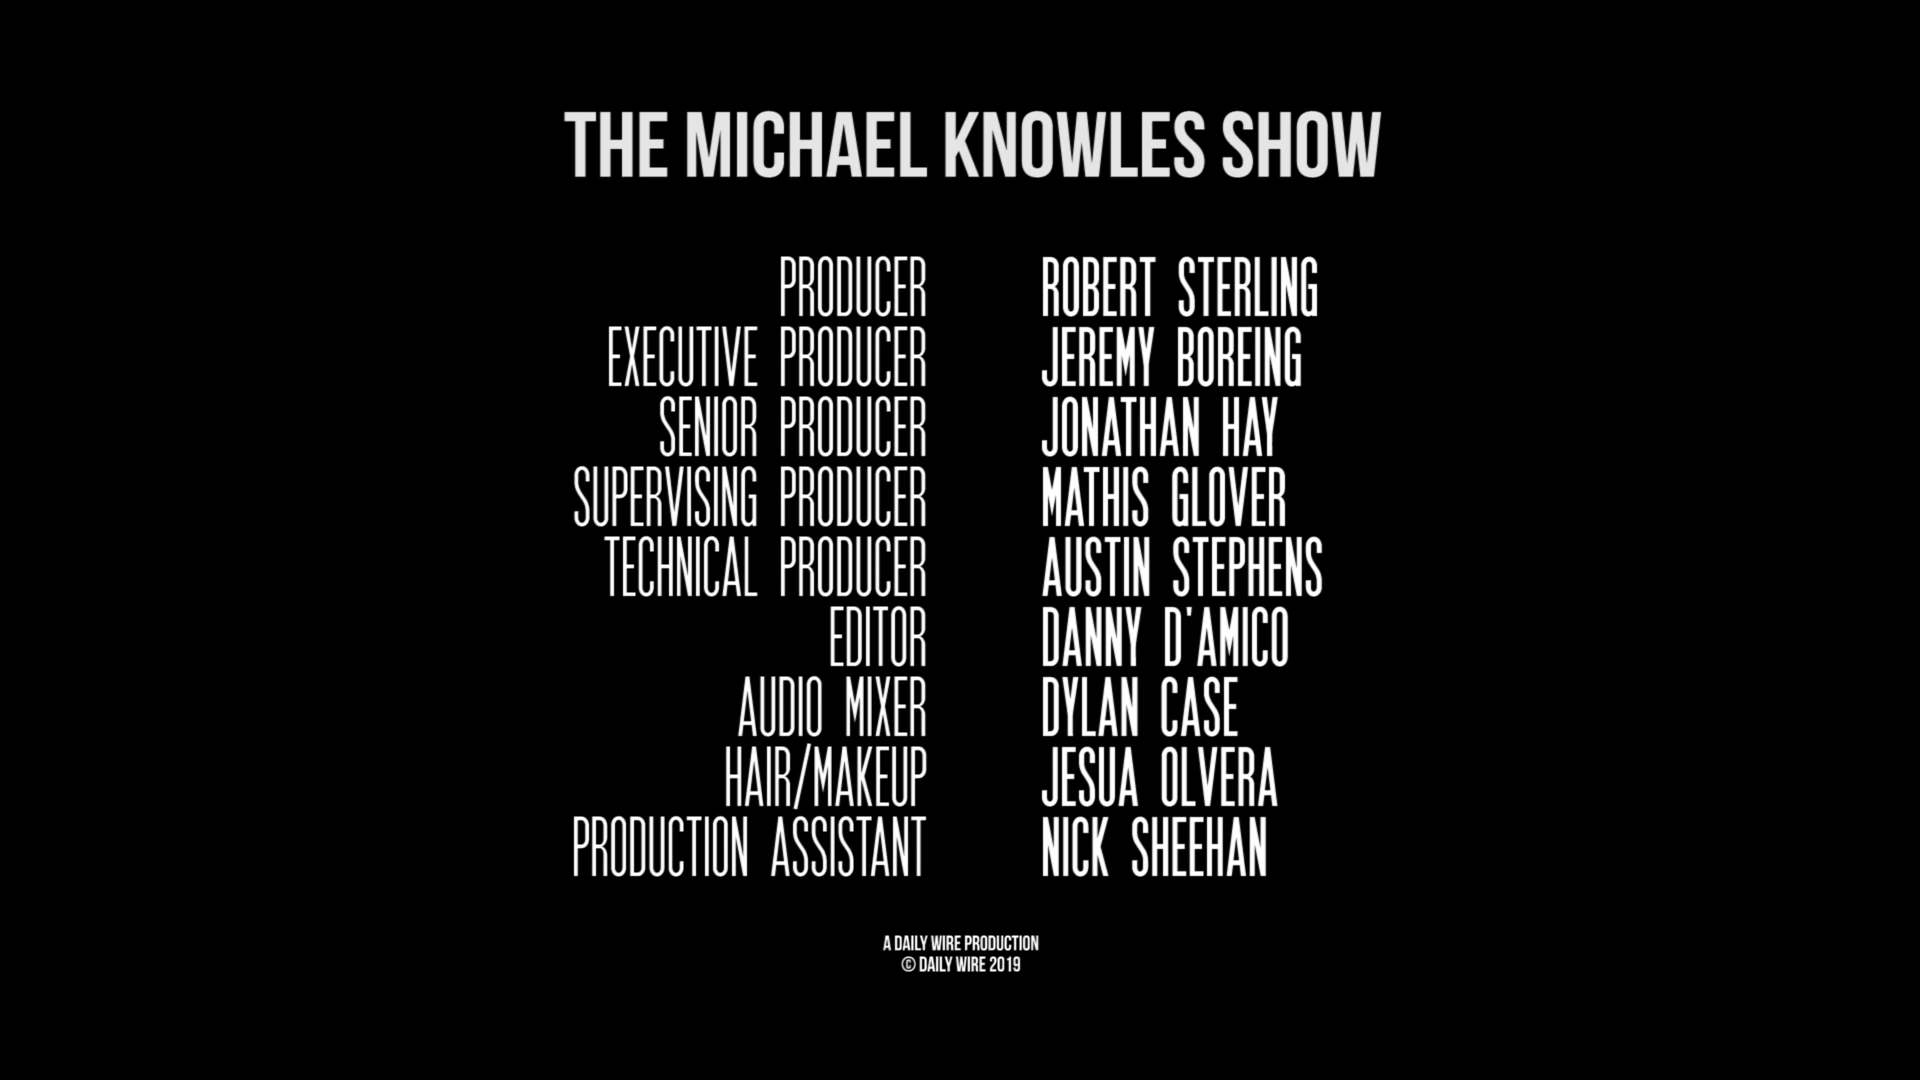 THE MICHAEL KNOWLES SHOW
PRODUCER ROBERT STERLING
EXECUTIVE PRODUCER JEREMY BOREING
SENIOR PRODUCER JONATHAN HAY
SUPERVISING PRODUCER MATHIS GLOVER
TECHNICAL PRODUCER AUSTIN STEPHENS
EDITOR DANNY D'AMICO
AUDIO MIXER DYLAN CASE
HAIR/MAKEUP JESUA OLVERA
PRODUCTION ASSISTANT NICK SHEEHAN
A DAILY WIRE PRODUCTION
© DAILY WIRE 2019